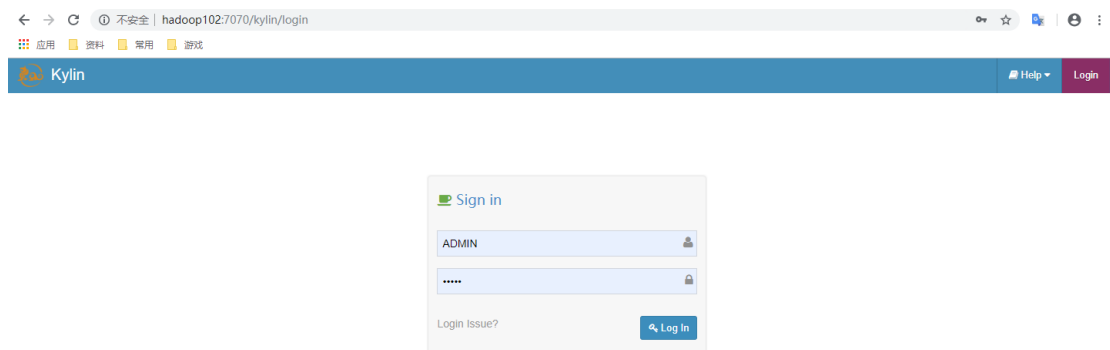 不安全 | hadoop102:7070/kylin/login
应用 资料 常用 游戏
Kylin Help Login
Sign in
ADMIN
•••••
Login Issue? Log In